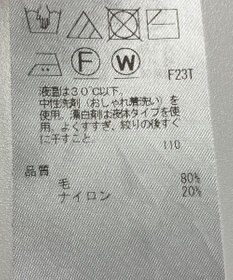 F W
F23T
液温は30℃以下、
中性洗剤（おしゃれ着洗い）を
使用、漂白剤は液体タイプを使
用。よくすすぎ、絞りの後すぐ
に干すこと。
110
品質
毛 80%
ナイロン 20%